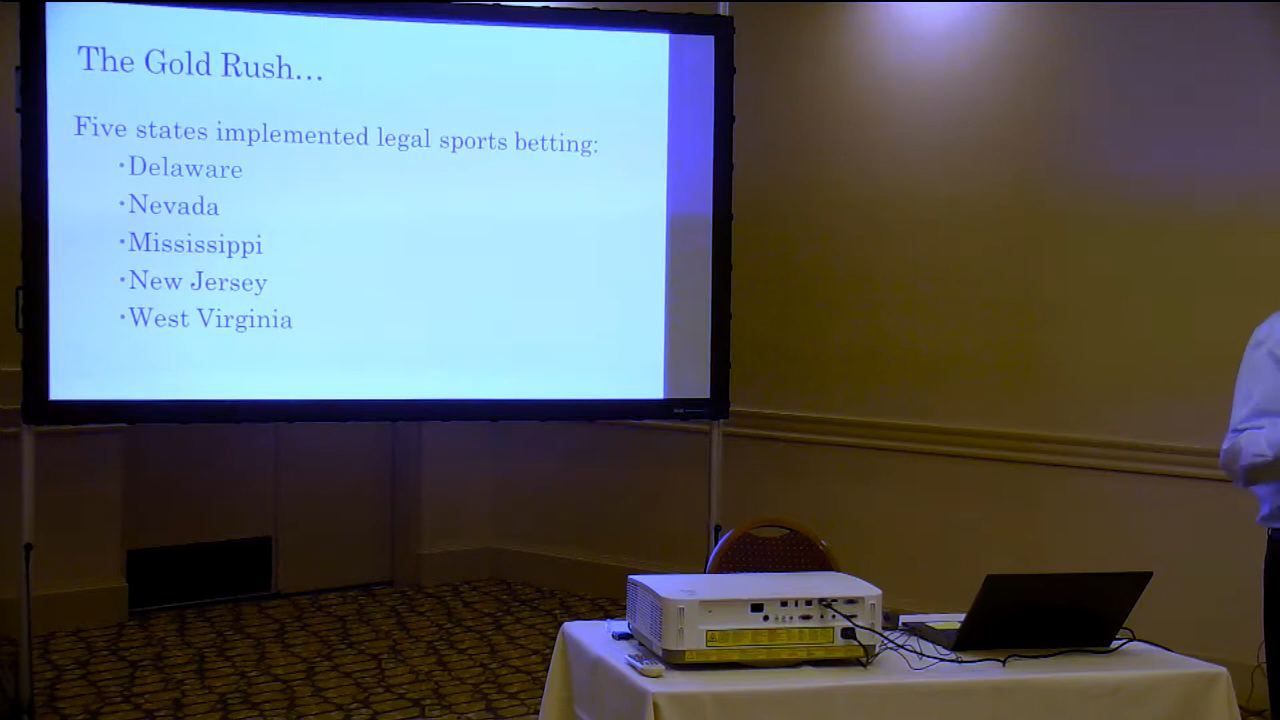 The Gold Rush...
Five states implemented legal sports betting:
•Delaware
•Nevada
•Mississippi
•New Jersey
•West Virginia